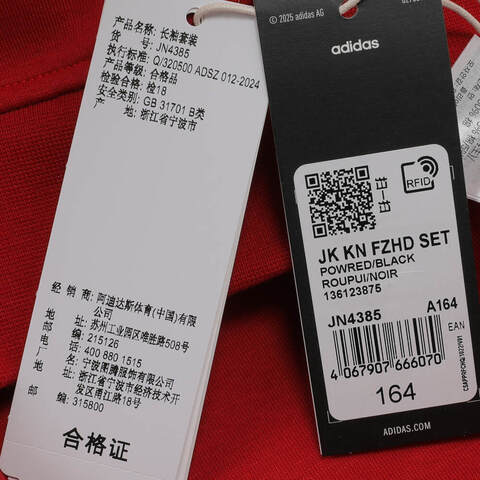 产品名称: 长袖套装
货 号: JN4385
执行标准: Q/320500 ADSZ 012-2024
产品等级: 合格品
检验合格: 检18
安全类别: GB 31701 B类
产 地: 浙江省宁波市
经 销 商: 阿迪达斯体育(中国)有限
公司
地 址: 苏州工业园区唯胜路508号
邮 编: 215126
电 话: 400 880 1515
厂 名: 宁波图腾服饰有限公司
地 址: 浙江省宁波市经济技术开
发区甬江路18号
邮 编: 315800
合格证
© 2025 adidas AG
adidas
RFID
JK KN FZHD SET
POWRED/BLACK
ROUPUI/NOIR
136123875
JN4385 A164
EAN
4 067907 666070
164
ADIDAS.COM